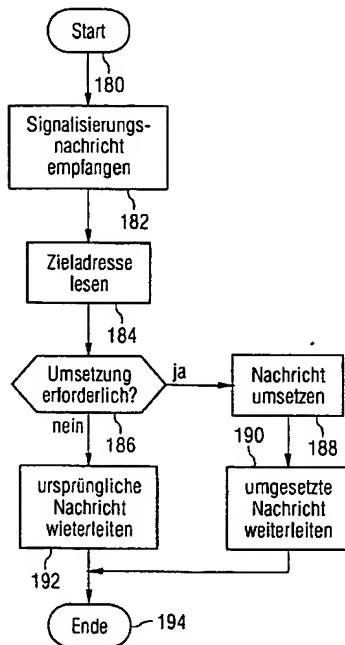 Start
180
Signalisierungs-
nachricht
empfangen
182
Zieladresse
lesen
184
Umsetzung
erforderlich?
ja
nein
186
Nachricht
umsetzen
188
190
ursprüngliche
Nachricht
wieterleiten
192
umgesetzte
Nachricht
weiterleiten
Ende
194